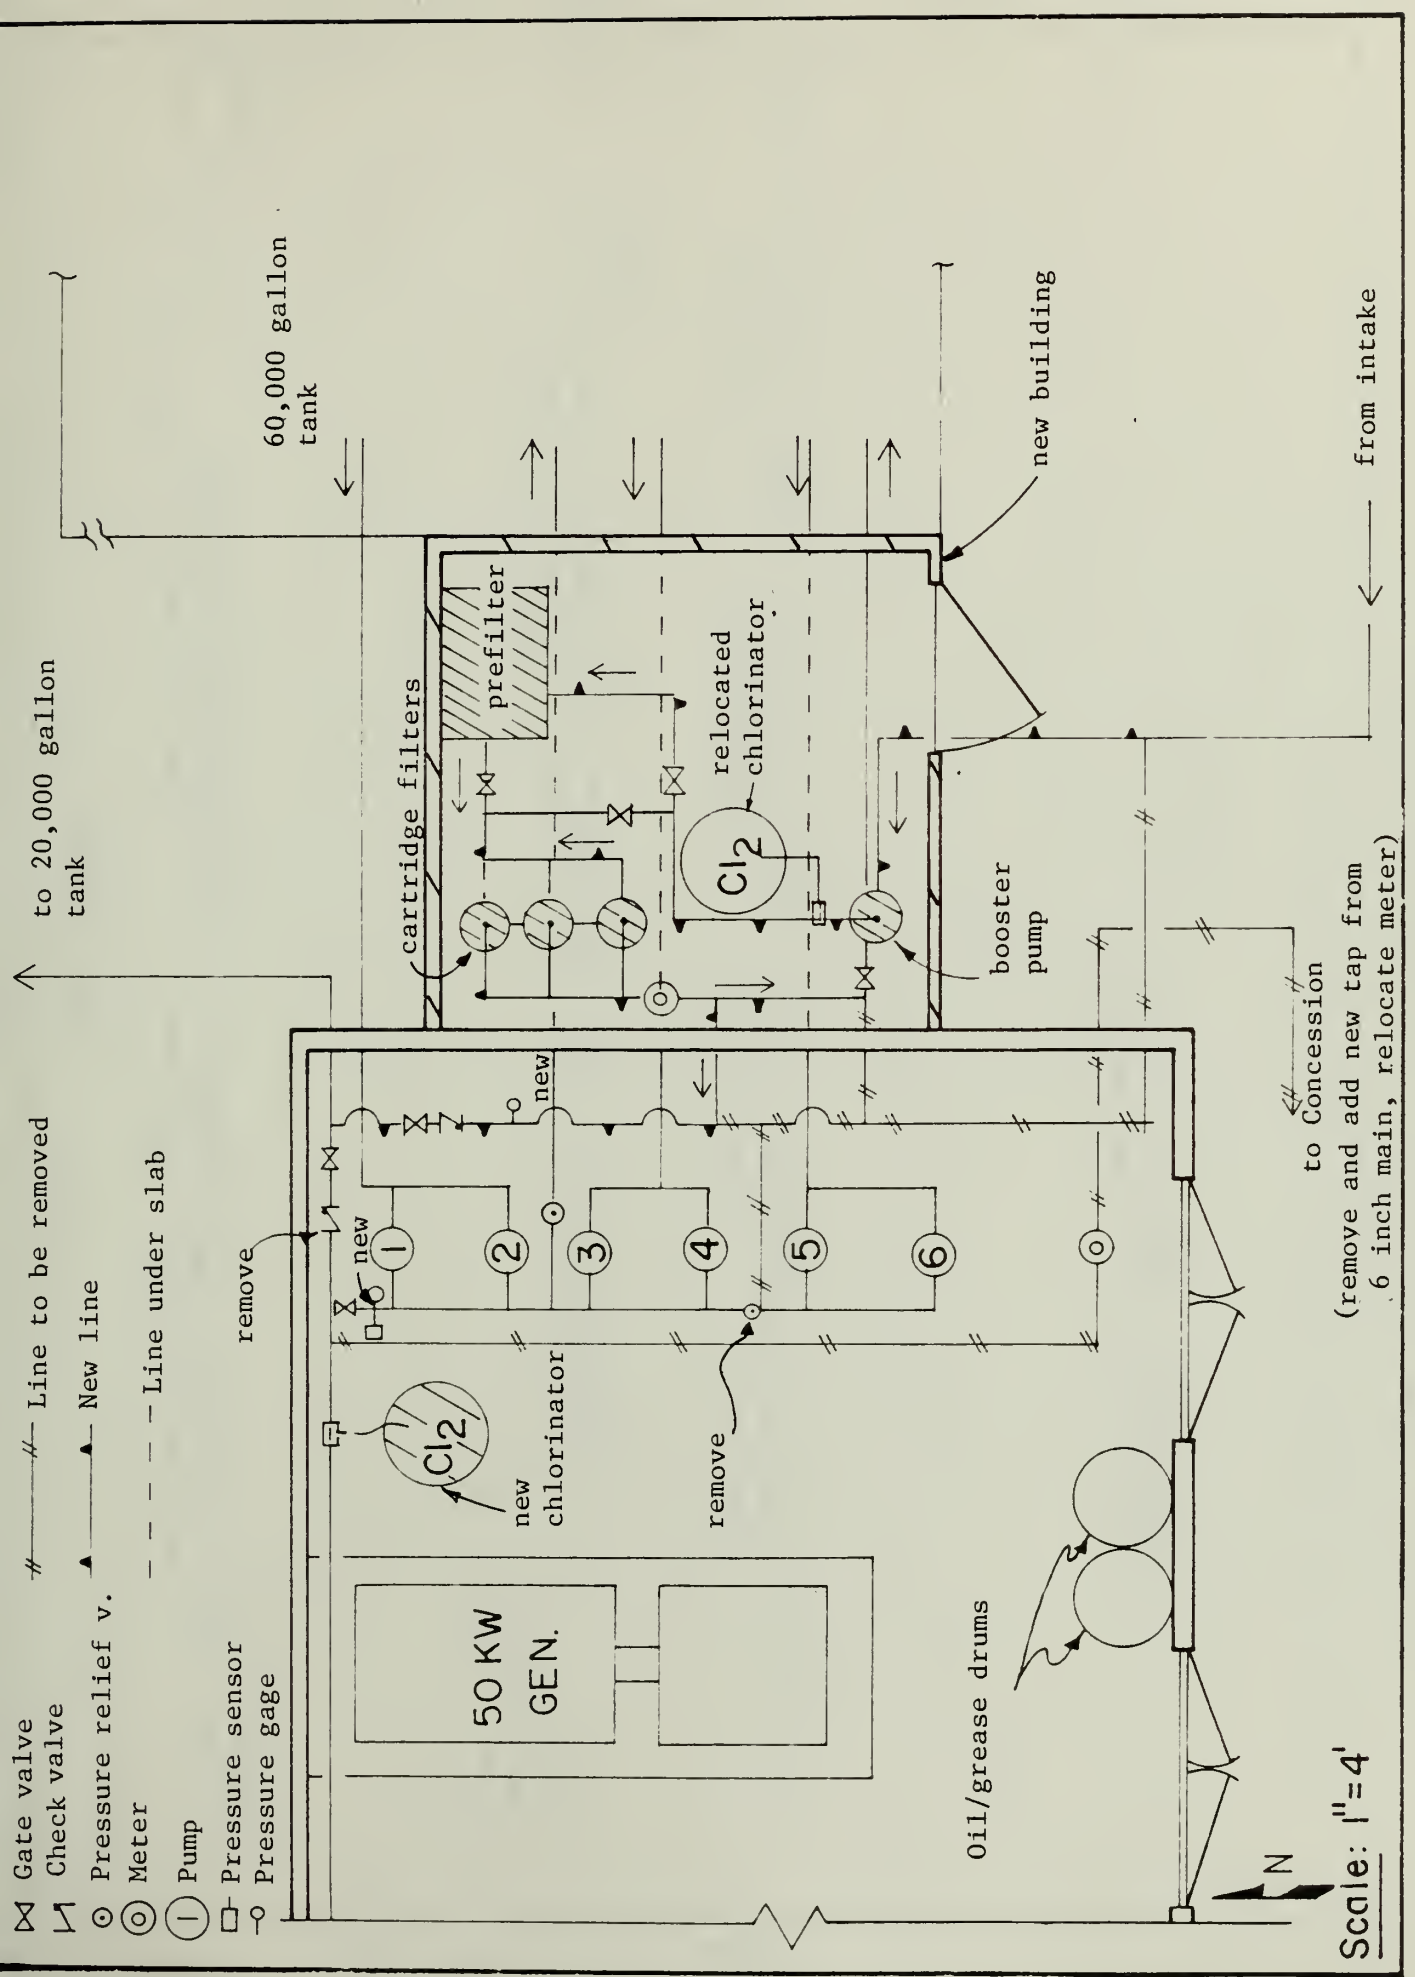 Gate valve
Check valve
Pressure relief v.
Meter
Pump
Pressure sensor
Pressure gage
Line to be removed
New line
Line under slab
to 20,000 gallon
tank
60,000 gallon
tank
remove
new
new
1
2
3
4
5
6
Cl2
new
chlorinator
remove
50 KW
GEN.
Oil/grease drums
cartridge filters
prefilter
relocated
chlorinator
Cl2
booster
pump
new building
from intake
to Concession
(remove and add new tap from
6 inch main, relocate meter)
N
Scale: 1"=4'